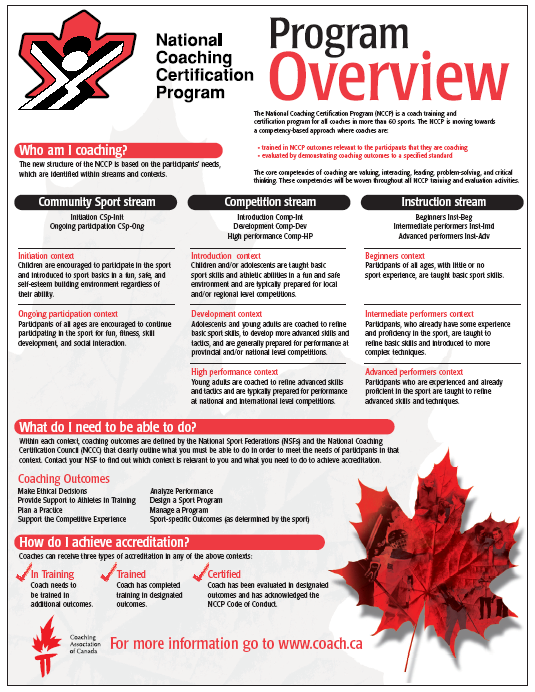 National
Coaching
Certification
Program
Program
Overview
The National Coaching Certification Program (NCCP) is a coach training and
certification program for all coaches in more than 60 sports. The NCCP is moving towards
a competency-based approach where coaches are:
• trained in NCCP outcomes relevant to the participants that they are coaching
• evaluated by demonstrating coaching outcomes to a specified standard
The core competencies of coaching are valuing, interacting, leading, problem-solving, and critical
thinking. These competencies will be woven throughout all NCCP training and evaluation activities.
Who am I coaching?
The new structure of the NCCP is based on the participants' needs,
which are identified within streams and contexts.
Community Sport stream
Initiation CSp-Init
Ongoing participation CSp-Ong
Initiation context
Children are encouraged to participate in the sport
and introduced to sport basics in a fun, safe, and
self-esteem building environment regardless of
their ability.
Ongoing participation context
Participants of all ages are encouraged to continue
participating in the sport for fun, fitness, skill
development, and social interaction.
Competition stream
Introduction Comp-Int
Development Comp-Dev
High performance Comp-HP
Introduction context
Children and/or adolescents are taught basic
sport skills and athletic abilities in a fun and safe
environment and are typically prepared for local
and/or regional level competitions.
Development context
Adolescents and young adults are coached to refine
basic sport skills, to develop more advanced skills and
tactics, and are generally prepared for performance at
provincial and/or national level competitions.
High performance context
Young adults are coached to refine advanced skills
and tactics and are typically prepared for performance
at national and international level competitions.
Instruction stream
Beginners Inst-Beg
Intermediate performers Inst-Imd
Advanced performers Inst-Adv
Beginners context
Participants of all ages, with little or no
sport experience, are taught basic sport skills.
Intermediate performers context
Participants, who already have some experience
and proficiency in the sport, are taught to
refine basic skills and introduced to more
complex techniques.
Advanced performers context
Participants who are experienced and already
proficient in the sport are taught to refine
advanced skills and techniques.
What do I need to be able to do?
Within each context, coaching outcomes are defined by the National Sport Federations (NSFs) and the National Coaching
Certification Council (NCCC) that clearly outline what you must be able to do in order to meet the needs of participants in that
context. Contact your NSF to find out which context is relevant to you and what you need to do to achieve accreditation.
Coaching Outcomes
Make Ethical Decisions
Provide Support to Athletes in Training
Plan a Practice
Support the Competitive Experience
Analyze Performance
Design a Sport Program
Manage a Program
Sport-specific Outcomes (as determined by the sport)
How do I achieve accreditation?
Coaches can receive three types of accreditation in any of the above contexts:
In Training
Coach needs to
be trained in
additional outcomes.
Trained
Coach has completed
training in designated
outcomes.
Certified
Coach has been evaluated in designated
outcomes and has acknowledged the
NCCP Code of Conduct.
Coaching
Association
of Canada
For more information go to www.coach.ca